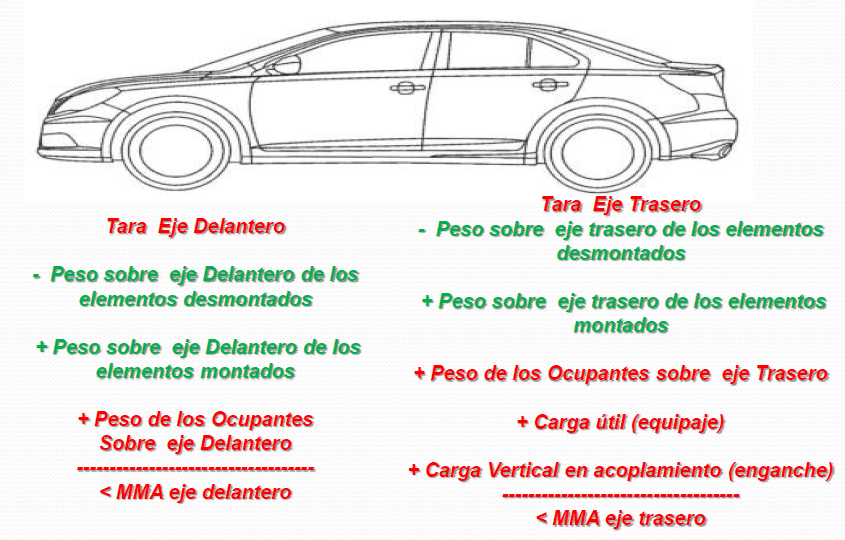 Tara Eje Delantero
- Peso sobre eje Delantero de los
elementos desmontados
+ Peso sobre eje Delantero de los
elementos montados
+ Peso de los Ocupantes
Sobre eje Delantero
------------------------------------
< MMA eje delantero
Tara Eje Trasero
- Peso sobre eje trasero de los elementos
desmontados
+ Peso sobre eje trasero de los elementos
montados
+ Peso de los Ocupantes sobre eje Trasero
+ Carga útil (equipaje)
+ Carga Vertical en acoplamiento (enganche)
------------------------------------
< MMA eje trasero